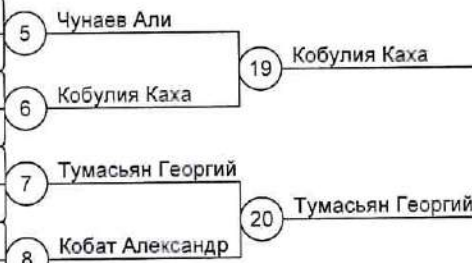 5 Чунаев Али
19 Кобулия Каха
6 Кобулия Каха
7 Тумасьян Георгий
20 Тумасьян Георгий
8 Кобат Александр